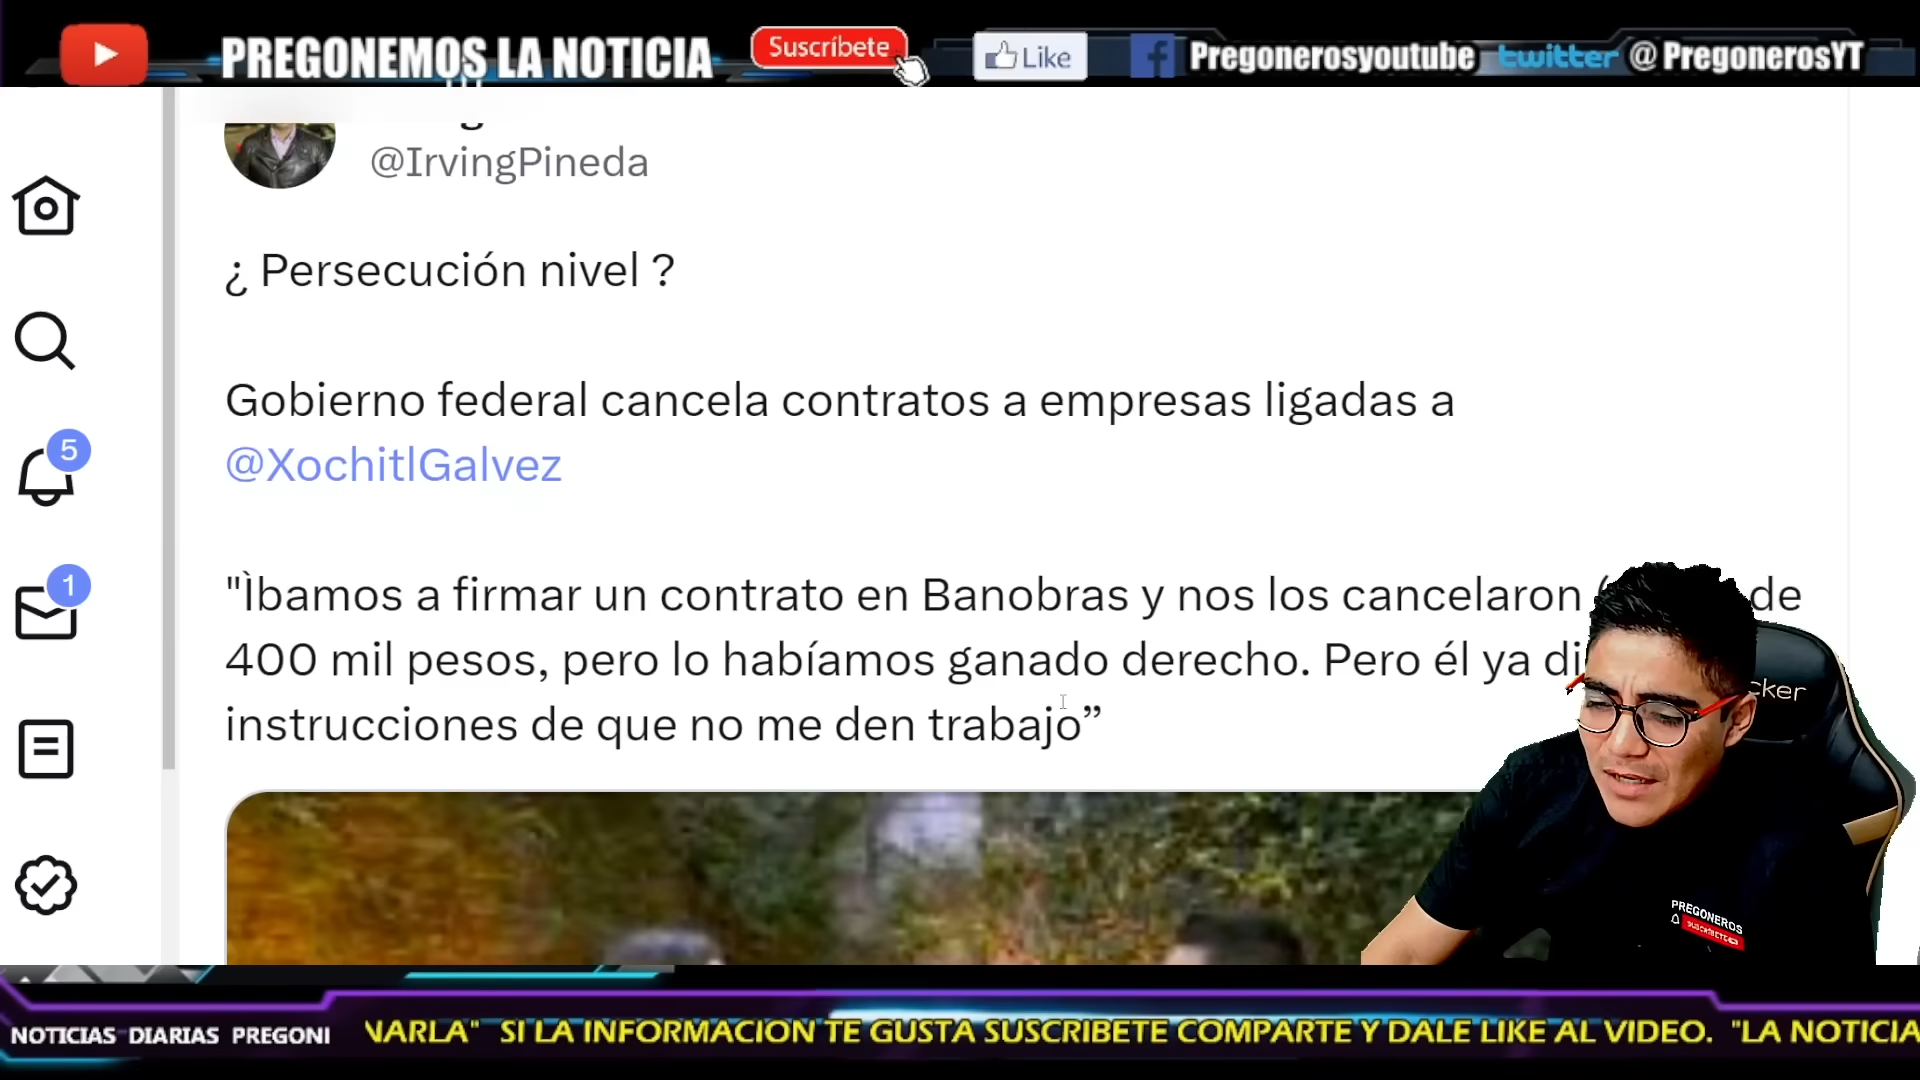 PREGONEMOS LA NOTICIA
Suscríbete
Like
Pregonerosyoutube
twitter @PregonerosYT
@IrvingPineda
¿ Persecución nivel ?
Gobierno federal cancela contratos a empresas ligadas a
@XochitlGalvez
5
"Ìbamos a firmar un contrato en Banobras y nos los cancelaron de
1
400 mil pesos, pero lo habíamos ganado derecho. Pero él ya di
instrucciones de que no me den trabajo”
cker
PREGONEROS
SUSCRIBETE
NOTICIAS DIARIAS PREGONI
NARLA" SI LA INFORMACION TE GUSTA SUSCRIBETE COMPARTE Y DALE LIKE AL VIDEO. "LA NOTICIA